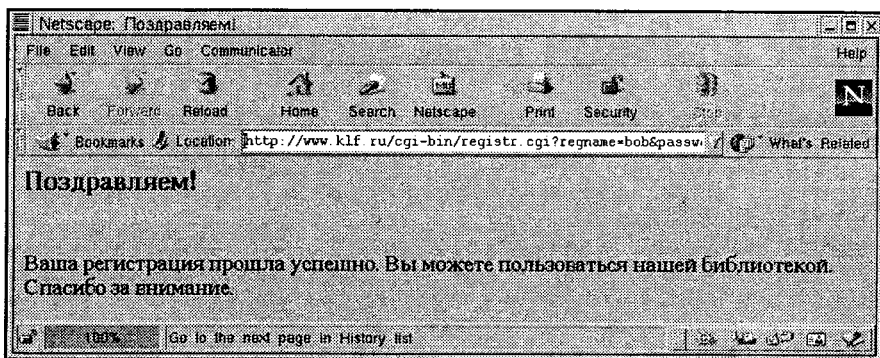 Netscape: Поздравляем!
File Edit View Go Communicator Help
Back Forward Reload Home Search Netscape Print Security Stop
N
Bookmarks Location: http://www.klf.ru/cgi-bin/registr.cgi?regname=bob&passw What's Related
Поздравляем!
Ваша регистрация прошла успешно. Вы можете пользоваться нашей библиотекой.
Спасибо за внимание.
100% Go to the next page in History list